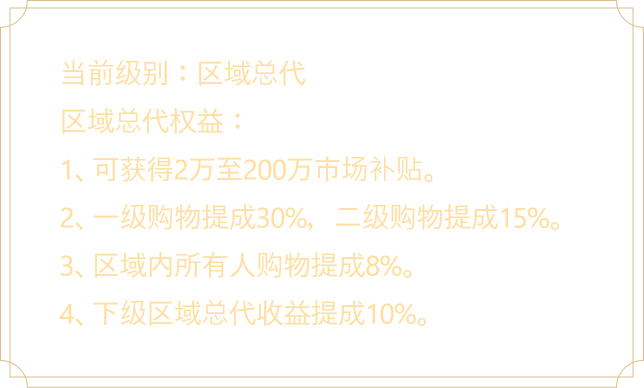 当前级别：区域总代
区域总代权益：
1、可获得2万至200万市场补贴。
2、一级购物提成30%，二级购物提成15%。
3、区域内所有人购物提成8%。
4、下级区域总代收益提成10%。